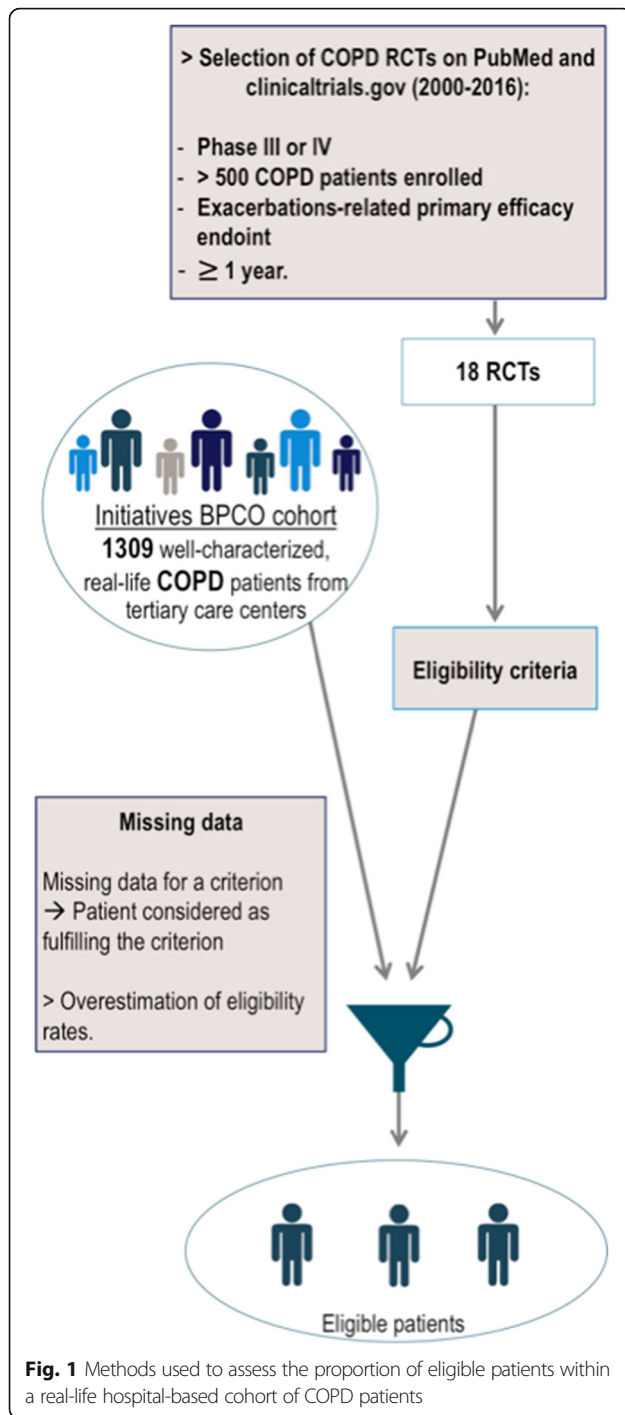 > Selection of COPD RCTs on PubMed and
clinicaltrials.gov (2000-2016):
- Phase III or IV
- > 500 COPD patients enrolled
- Exacerbations-related primary efficacy
endoint
- ≥ 1 year.
18 RCTs
Initiatives BPCO cohort
1309 well-characterized,
real-life COPD patients from
tertiary care centers
Eligibility criteria
Missing data
Missing data for a criterion
→ Patient considered as
fulfilling the criterion
> Overestimation of eligibility
rates.
Eligible patients
Fig. 1 Methods used to assess the proportion of eligible patients within
a real-life hospital-based cohort of COPD patients